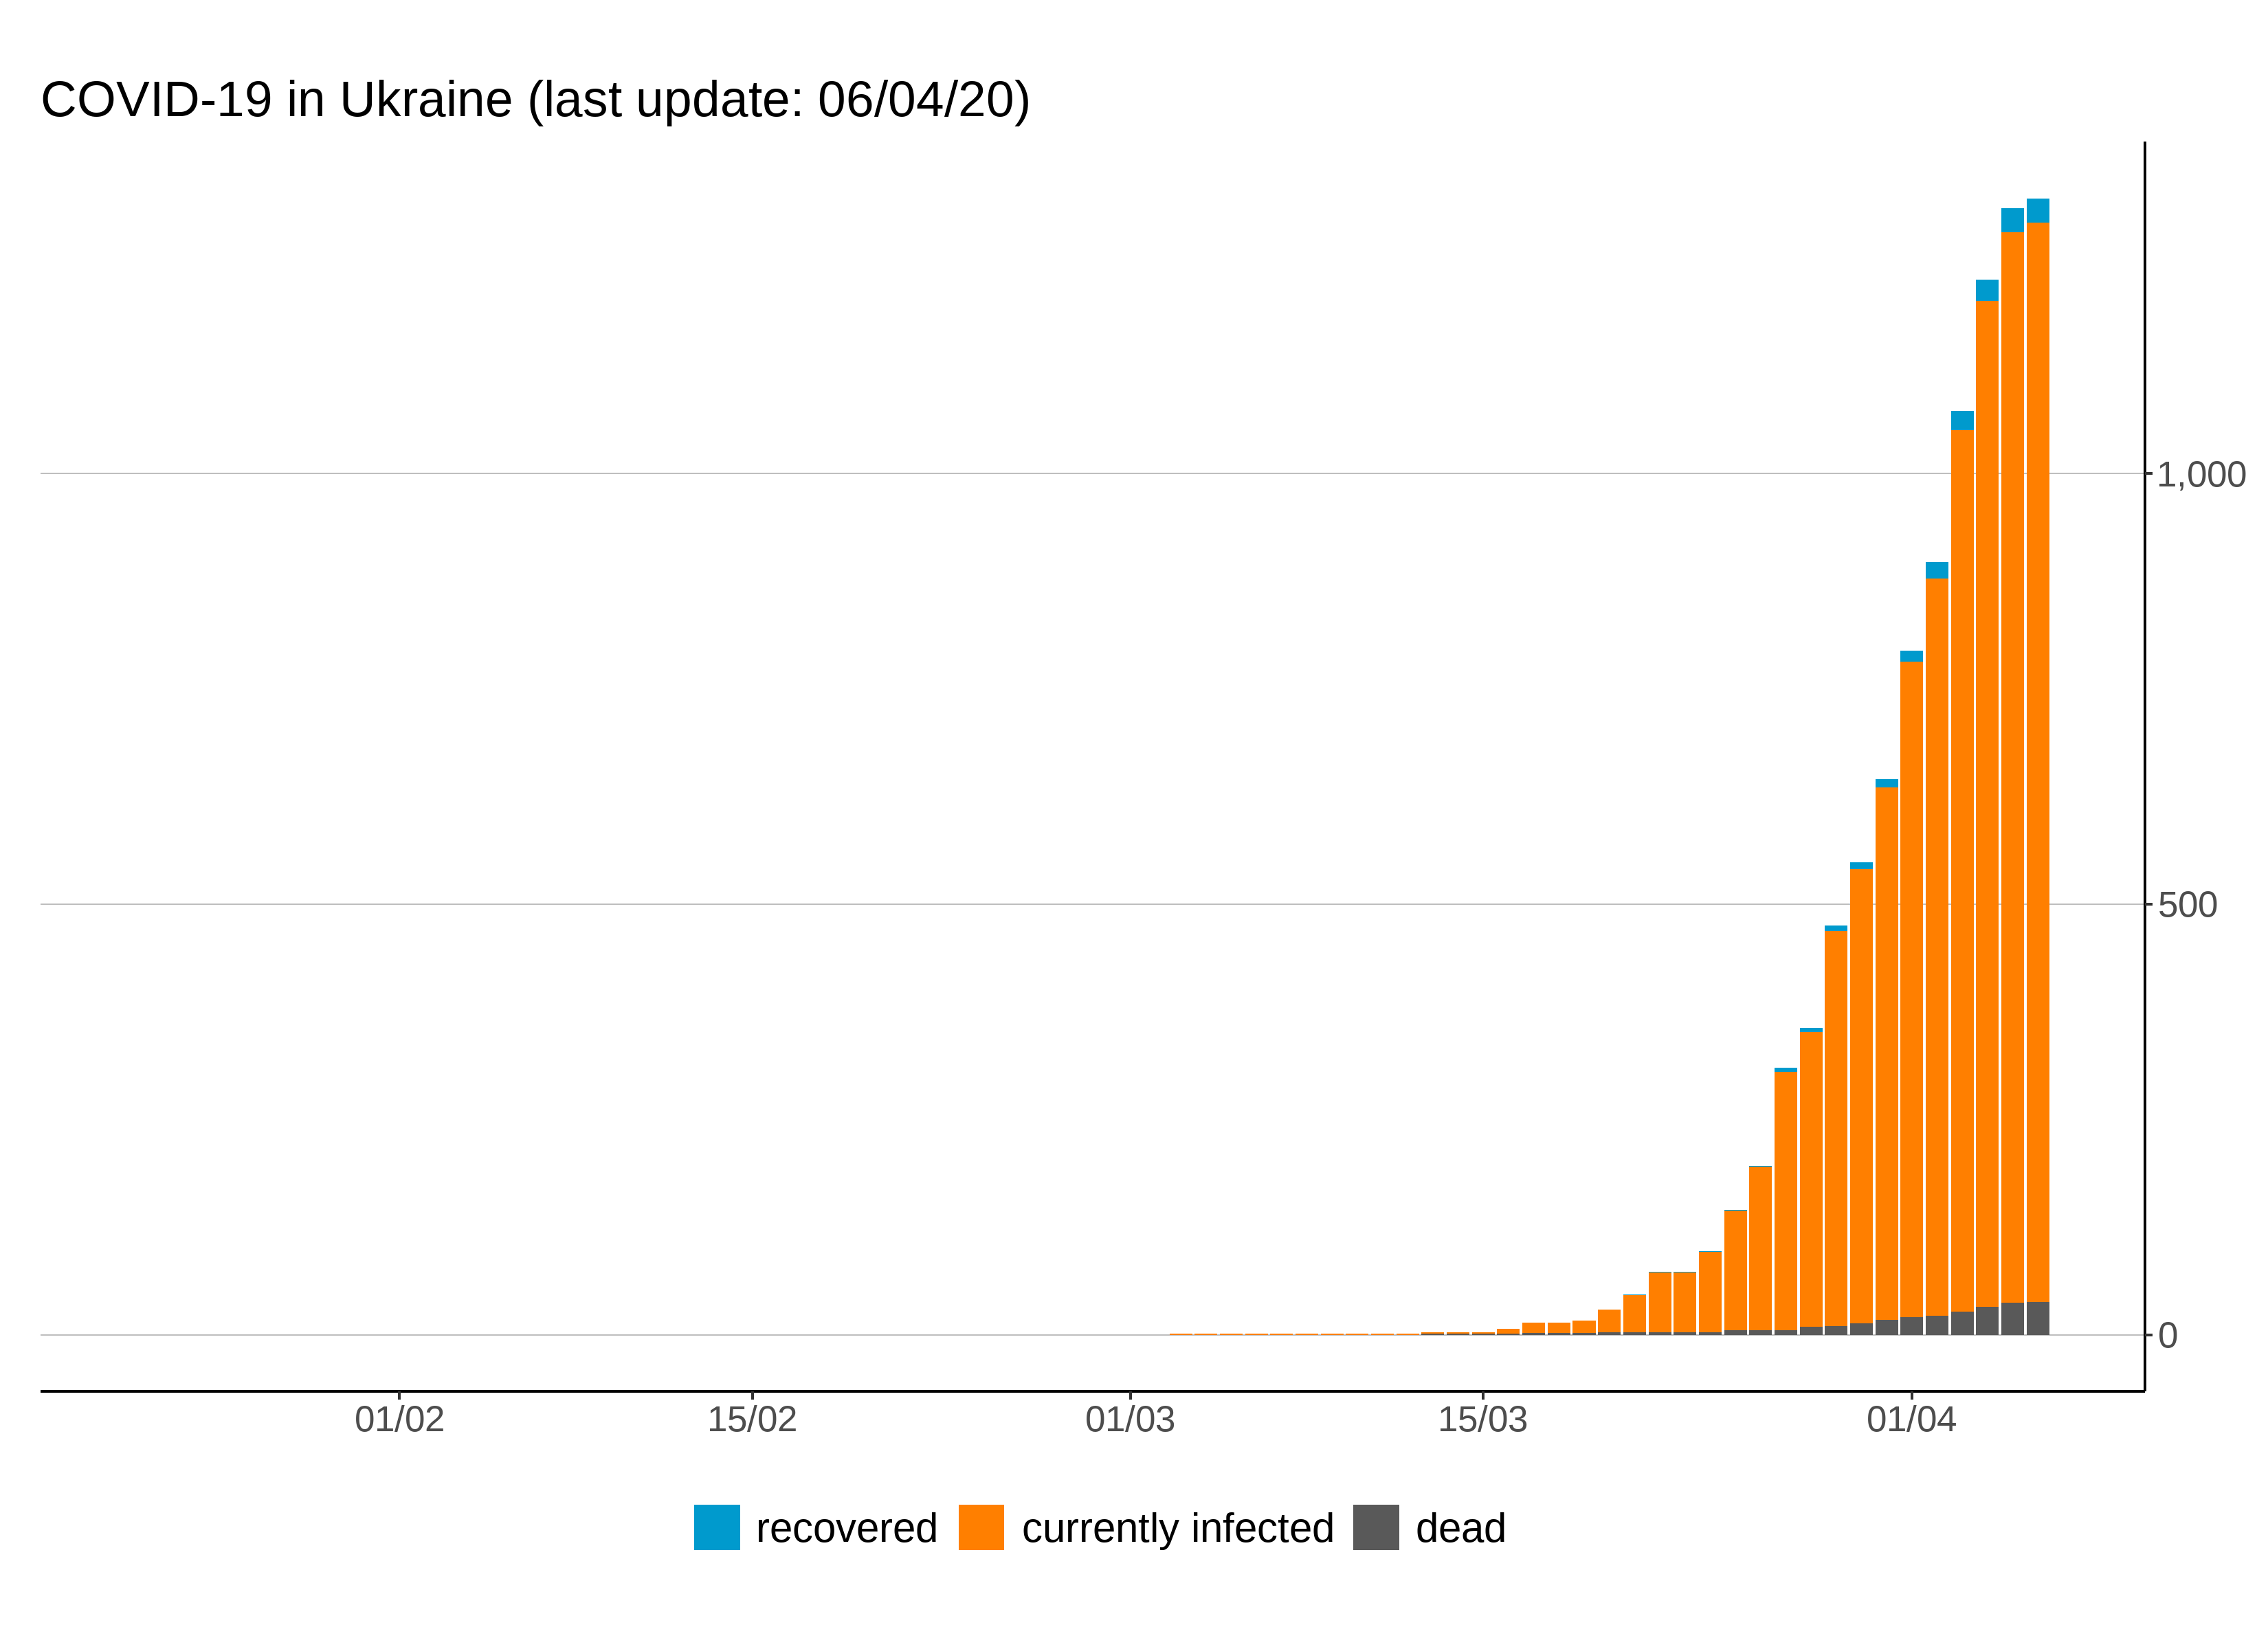 COVID-19 in Ukraine (last update: 06/04/20)
1,000
500
0
01/02 15/02 01/03 15/03 01/04
recovered currently infected dead